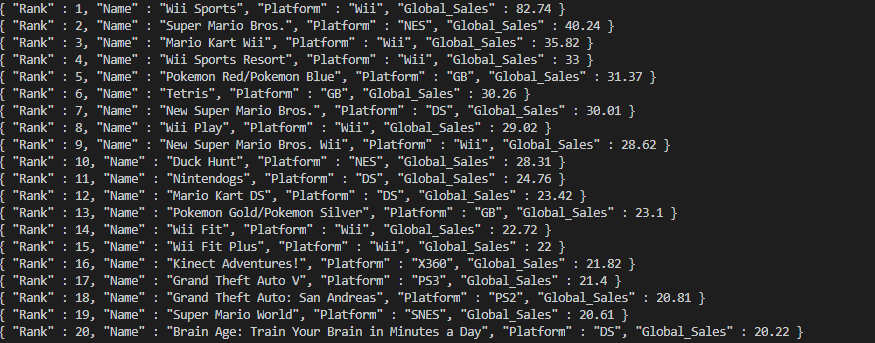 { "Rank" : 1, "Name" : "Wii Sports", "Platform" : "Wii", "Global_Sales" : 82.74 }
{ "Rank" : 2, "Name" : "Super Mario Bros.", "Platform" : "NES", "Global_Sales" : 40.24 }
{ "Rank" : 3, "Name" : "Mario Kart Wii", "Platform" : "Wii", "Global_Sales" : 35.82 }
{ "Rank" : 4, "Name" : "Wii Sports Resort", "Platform" : "Wii", "Global_Sales" : 33 }
{ "Rank" : 5, "Name" : "Pokemon Red/Pokemon Blue", "Platform" : "GB", "Global_Sales" : 31.37 }
{ "Rank" : 6, "Name" : "Tetris", "Platform" : "GB", "Global_Sales" : 30.26 }
{ "Rank" : 7, "Name" : "New Super Mario Bros.", "Platform" : "DS", "Global_Sales" : 30.01 }
{ "Rank" : 8, "Name" : "Wii Play", "Platform" : "Wii", "Global_Sales" : 29.02 }
{ "Rank" : 9, "Name" : "New Super Mario Bros. Wii", "Platform" : "Wii", "Global_Sales" : 28.62 }
{ "Rank" : 10, "Name" : "Duck Hunt", "Platform" : "NES", "Global_Sales" : 28.31 }
{ "Rank" : 11, "Name" : "Nintendogs", "Platform" : "DS", "Global_Sales" : 24.76 }
{ "Rank" : 12, "Name" : "Mario Kart DS", "Platform" : "DS", "Global_Sales" : 23.42 }
{ "Rank" : 13, "Name" : "Pokemon Gold/Pokemon Silver", "Platform" : "GB", "Global_Sales" : 23.1 }
{ "Rank" : 14, "Name" : "Wii Fit", "Platform" : "Wii", "Global_Sales" : 22.72 }
{ "Rank" : 15, "Name" : "Wii Fit Plus", "Platform" : "Wii", "Global_Sales" : 22 }
{ "Rank" : 16, "Name" : "Kinect Adventures!", "Platform" : "X360", "Global_Sales" : 21.82 }
{ "Rank" : 17, "Name" : "Grand Theft Auto V", "Platform" : "PS3", "Global_Sales" : 21.4 }
{ "Rank" : 18, "Name" : "Grand Theft Auto: San Andreas", "Platform" : "PS2", "Global_Sales" : 20.81 }
{ "Rank" : 19, "Name" : "Super Mario World", "Platform" : "SNES", "Global_Sales" : 20.61 }
{ "Rank" : 20, "Name" : "Brain Age: Train Your Brain in Minutes a Day", "Platform" : "DS", "Global_Sales" : 20.22 }